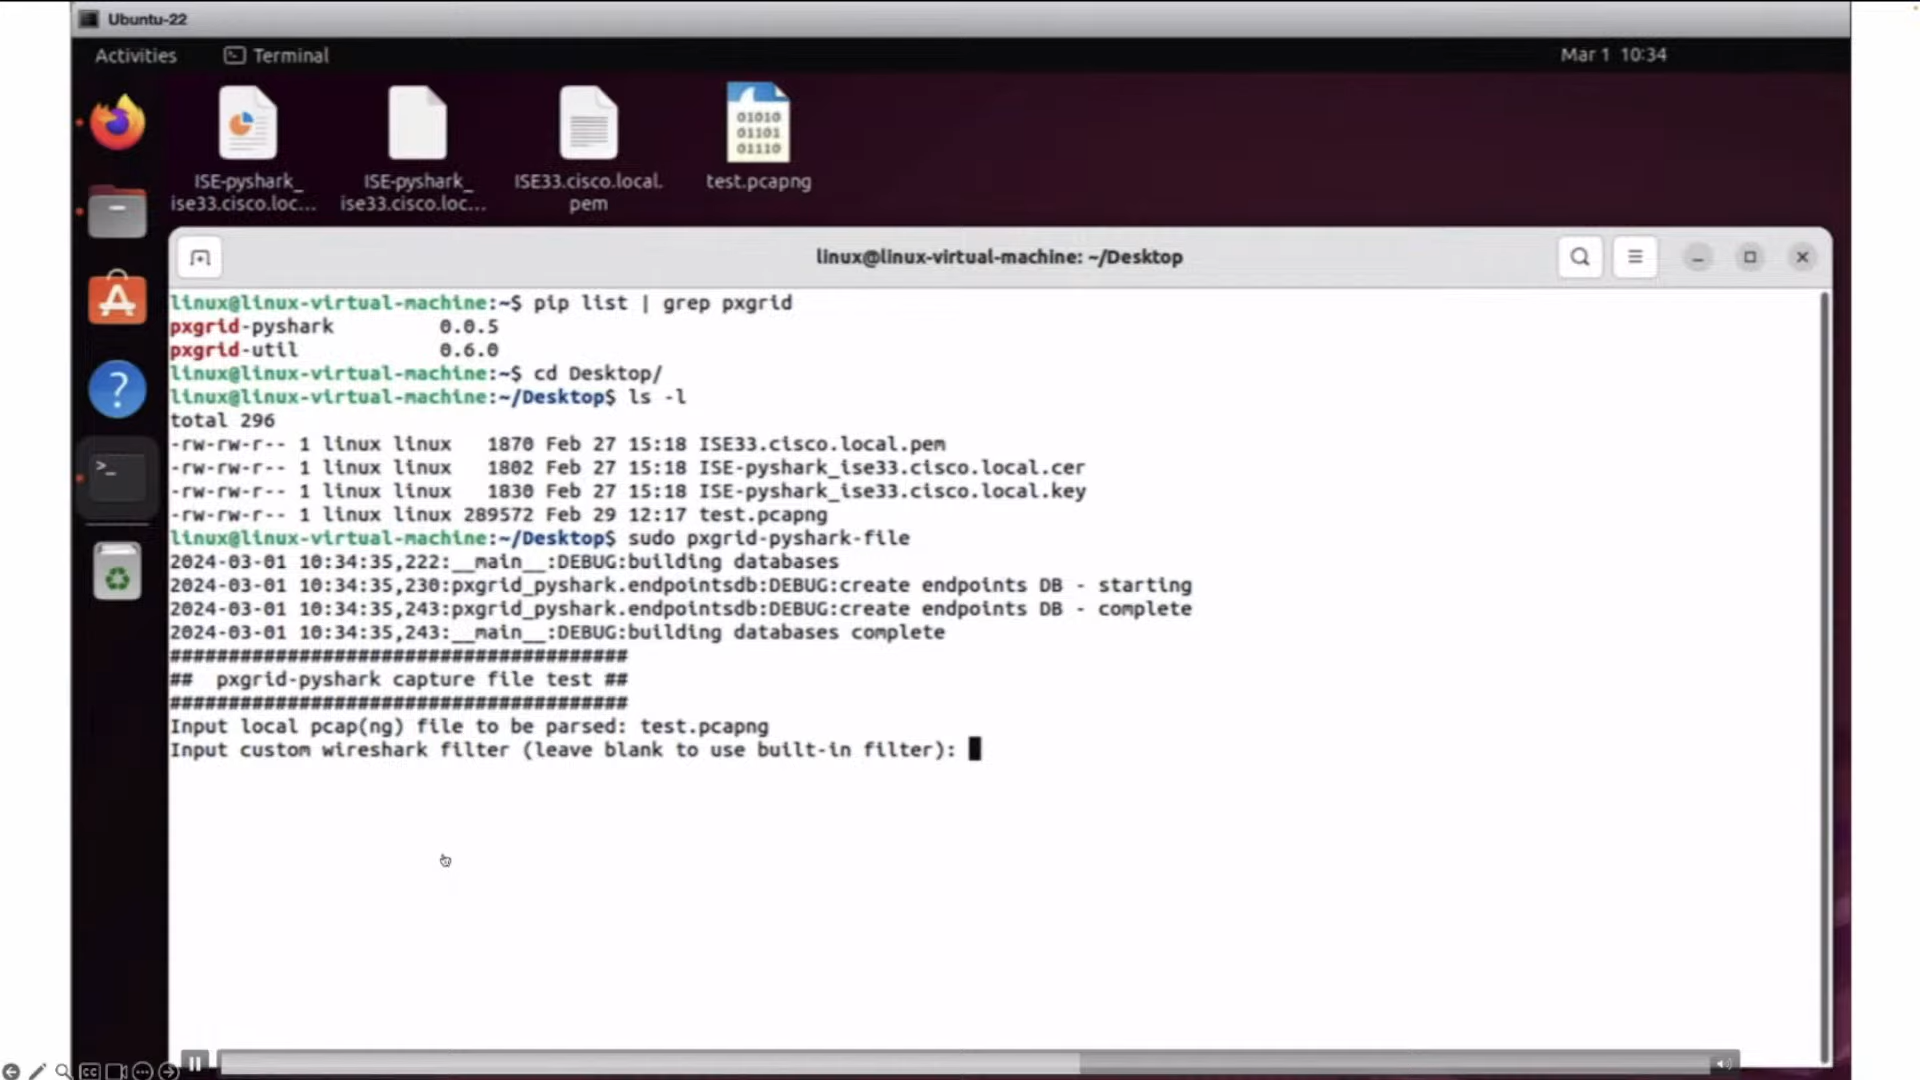 Ubuntu-22
Activities
Terminal
Mar 1 10:34
ISE-pyshark_
ise33.cisco.loc...
ISE-pyshark_
ise33.cisco.loc...
ISE33.cisco.local.
pem
01010
01101
01110
test.pcapng
linux@linux-virtual-machine: ~/Desktop
linux@linux-virtual-machine:~$ pip list | grep pxgrid
pxgrid-pyshark         0.0.5
pxgrid-util            0.6.0
linux@linux-virtual-machine:~$ cd Desktop/
linux@linux-virtual-machine:~/Desktop$ ls -l
total 296
-rw-rw-r-- 1 linux linux   1870 Feb 27 15:18 ISE33.cisco.local.pem
-rw-rw-r-- 1 linux linux   1802 Feb 27 15:18 ISE-pyshark_ise33.cisco.local.cer
-rw-rw-r-- 1 linux linux   1830 Feb 27 15:18 ISE-pyshark_ise33.cisco.local.key
-rw-rw-r-- 1 linux linux 289572 Feb 29 12:17 test.pcapng
linux@linux-virtual-machine:~/Desktop$ sudo pxgrid-pyshark-file
2024-03-01 10:34:35,222:__main__:DEBUG:building databases
2024-03-01 10:34:35,230:pxgrid_pyshark.endpointsdb:DEBUG:create endpoints DB - starting
2024-03-01 10:34:35,243:pxgrid_pyshark.endpointsdb:DEBUG:create endpoints DB - complete
2024-03-01 10:34:35,243:__main__:DEBUG:building databases complete
#######################################
##  pxgrid-pyshark capture file test ##
#######################################
Input local pcap(ng) file to be parsed: test.pcapng
Input custom wireshark filter (leave blank to use built-in filter):
CC